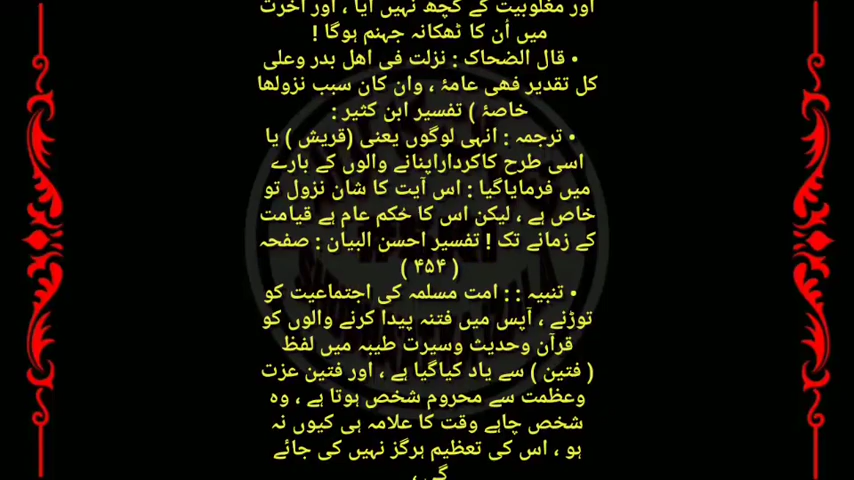 اور مغلوبیت کے کچھ نہیں آیا ، اور آخرت
میں اُن کا ٹھکانہ جہنم ہوگا !
• قال الضحاک : نزلت فی اھل بدر وعلی
کل تقدیر فھی عامۂ ، وان کان سبب نزولھا
خاصۂ ) تفسیر ابن کثیر :
• ترجمہ : انہی لوگوں یعنی (قریش ) یا
اسی طرح کاکرداراپنانے والوں کے بارے
میں فرمایاگیا : اس آیت کا شان نزول تو
خاص ہے ، لیکن اس کا حُکم عام ہے قیامت
کے زمانے تک ! تفسیر احسن البیان : صفحہ
( ۴۵۴ )
• تنبیہ : : امت مسلمہ کی اجتماعیت کو
توڑنے ، آپس میں فتنہ پیدا کرنے والوں کو
قرآن وحدیث وسیرت طیبہ میں لفظ
( فتین ) سے یاد کیاگیا ہے ، اور فتین عزت
وعظمت سے محروم شخص ہوتا ہے ، وہ
شخص چاہے وقت کا علامہ ہی کیوں نہ
ہو ، اس کی تعظیم ہرگز نہیں کی جائے
گی ،